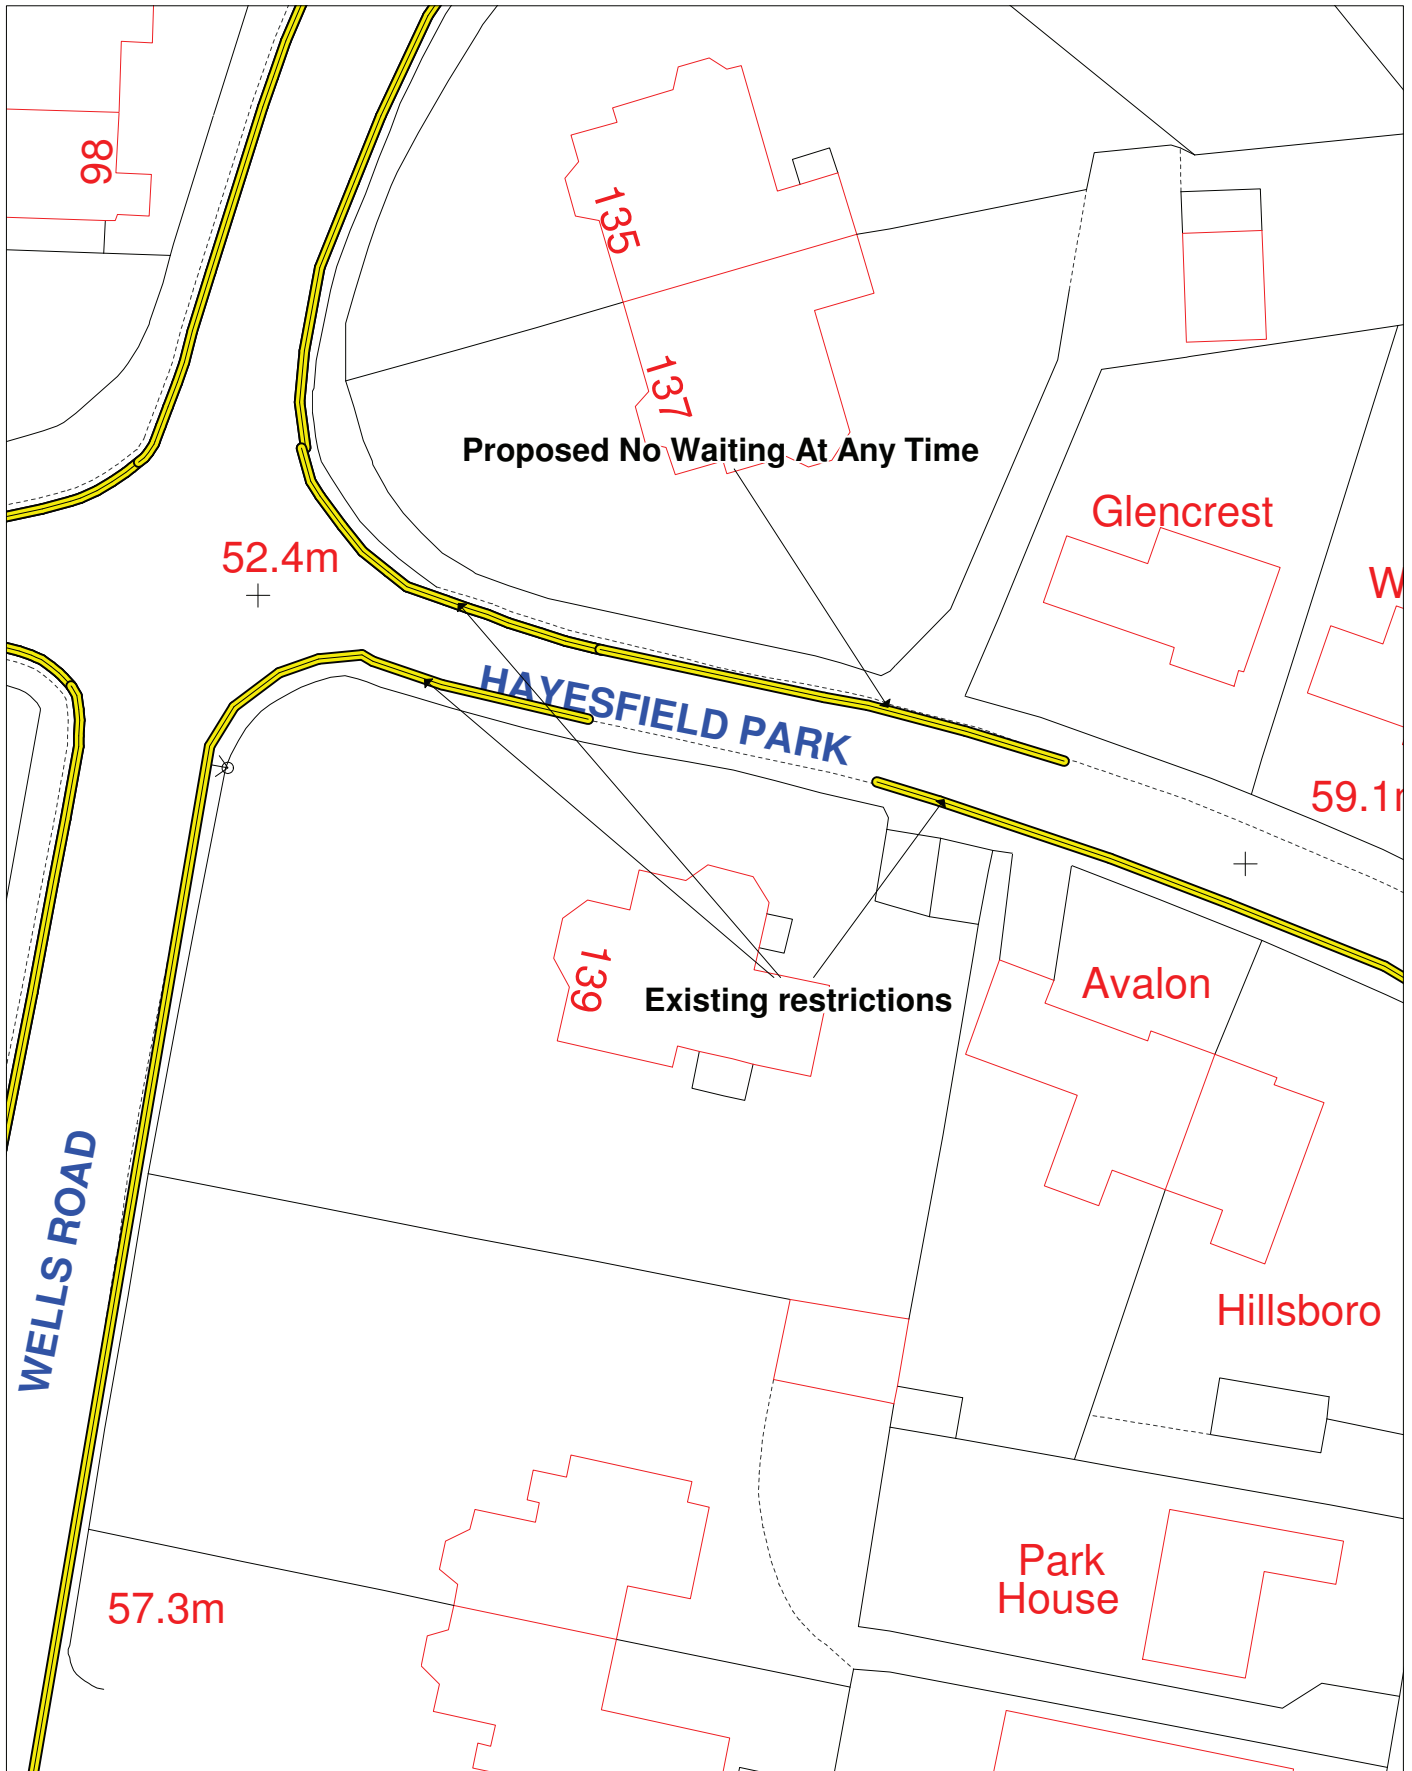 98
135
137
Proposed No Waiting At Any Time
Glencrest
52.4m
W
HAYESFIELD PARK
59.1
139
Existing restrictions
Avalon
WELLS ROAD
Hillsboro
Park
House
57.3m